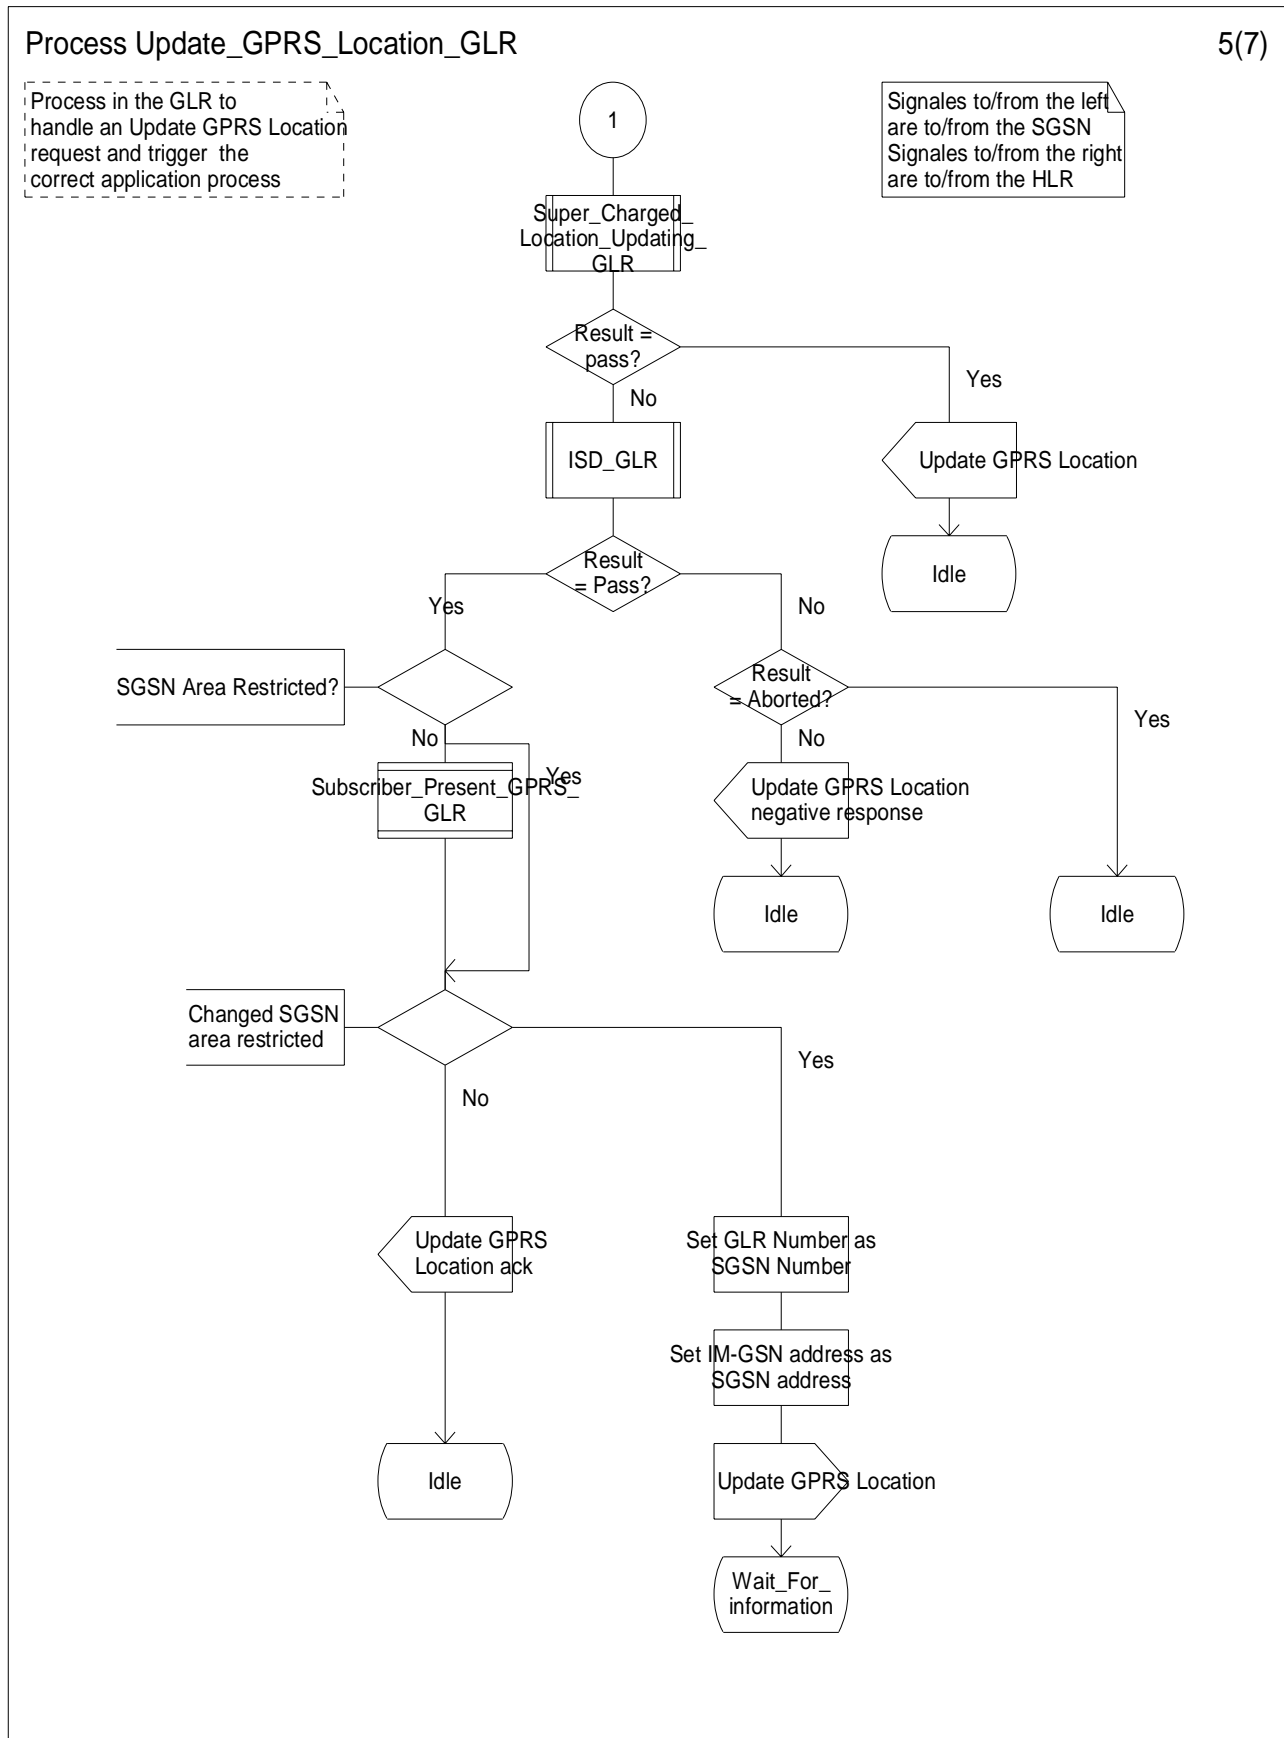 Process Update_GPRS_Location_GLR
5(7)
Process in the GLR to
handle an Update GPRS Location
request and trigger the
correct application process
1
Signales to/from the left
are to/from the SGSN
Signales to/from the right
are to/from the HLR
Super_Charged_
Location_Updating_
GLR
Result =
pass?
Yes
No
ISD_GLR
Update GPRS Location
Result
= Pass?
Idle
Yes
No
SGSN Area Restricted?
Result
= Aborted?
Yes
No
No
Yes
Subscriber_Present_GPRS_
GLR
Update GPRS Location
negative response
Idle
Idle
Changed SGSN
area restricted
Yes
No
Update GPRS
Location ack
Set GLR Number as
SGSN Number
Set IM-GSN address as
SGSN address
Idle
Update GPRS Location
Wait_For_
information